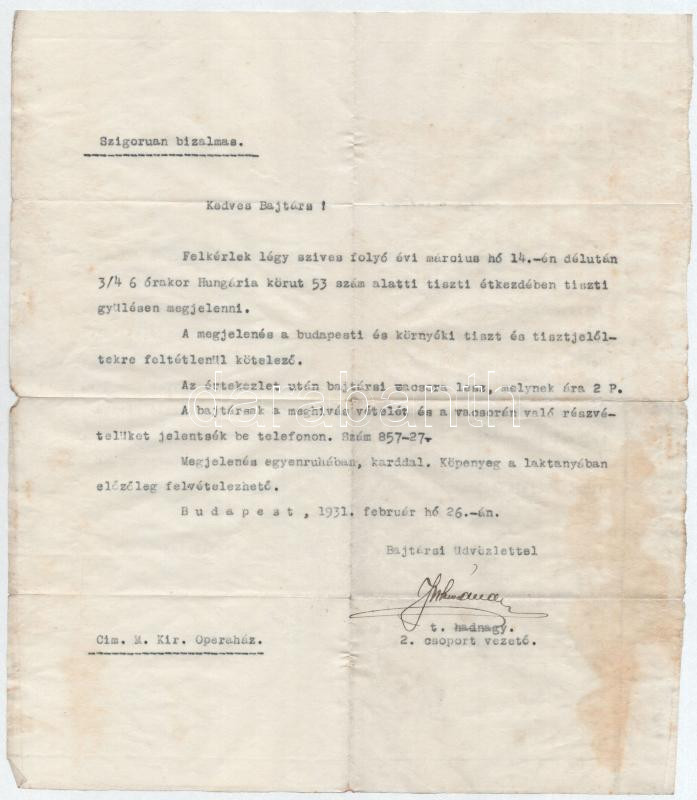 Szigoruan bizalmas.
Kedves Bajtárs !
Felkérlek légy szives folyó évi március hó 14.-én délután
3/4 6 órakor Hungária körut 53 szám alatti tiszti étkezdében tiszti
gyülésen megjelenni.
A megjelenés a budapesti és környéki tiszt és tisztjelöl-
tekre feltétlenül kötelező.
Az értekezlet után bajtársi vacsora lesz, melynek ára 2 P.
A bajtársak a meghivás vételét és a vacsorán való részvé-
telüket jelentsék be telefonon. Szám 857-27.
Megjelenés egyenruhában, karddal. Köpenyeg a laktanyában
előzőleg felvételezhető.
B u d a p e s t , 1931. február hó 26.-án.
Bajtársi üdvözlettel
t. hadnagy.
2. csoport vezető.
Cim. M. Kir. Operaház.
darabanth